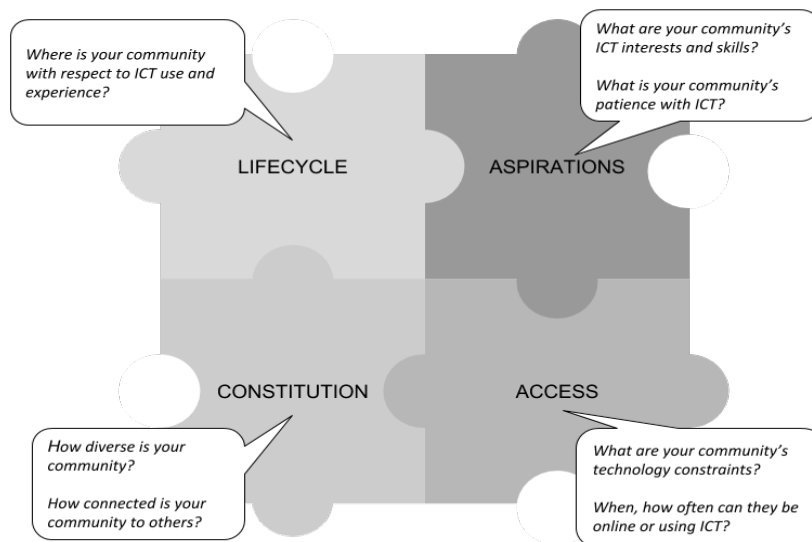 Where is your community
with respect to ICT use and
experience?
What are your community's
ICT interests and skills?
What is your community's
patience with ICT?
LIFECYCLE
ASPIRATIONS
CONSTITUTION
ACCESS
How diverse is your
community?
How connected is your
community to others?
What are your community's
technology constraints?
When, how often can they be
online or using ICT?